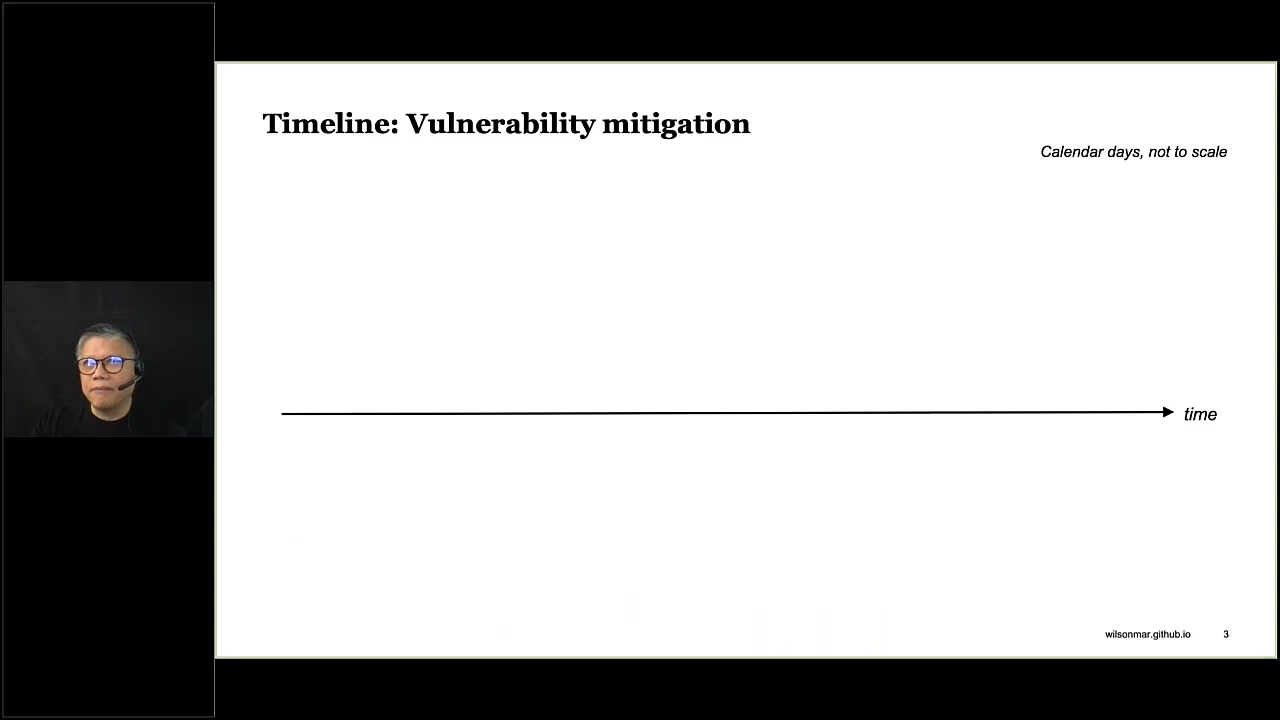 Timeline: Vulnerability mitigation
Calendar days, not to scale
time
wilsonmar.github.io
3